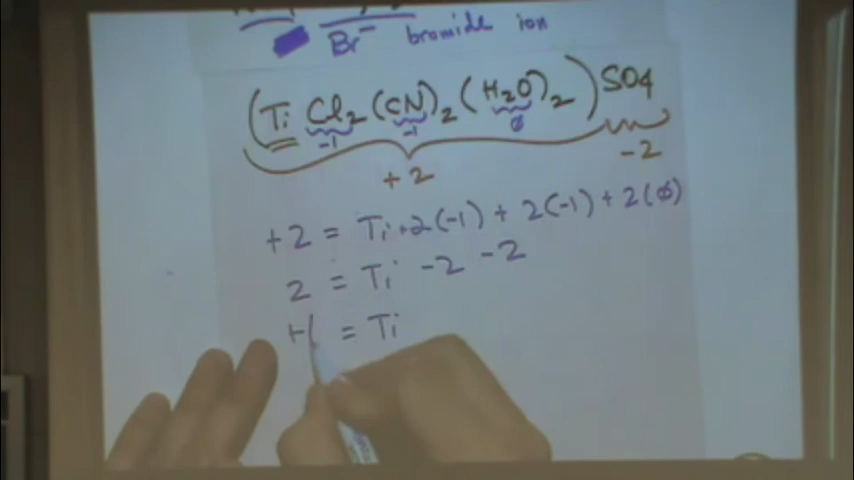 Br⁻ bromide ion
(Ti Cl₂ (CN)₂ (H₂O)₂) SO4
-1 -1 0
+2 -2
+2 = Ti + 2(-1) + 2(-1) + 2(0)
2 = Ti -2 -2
= Ti